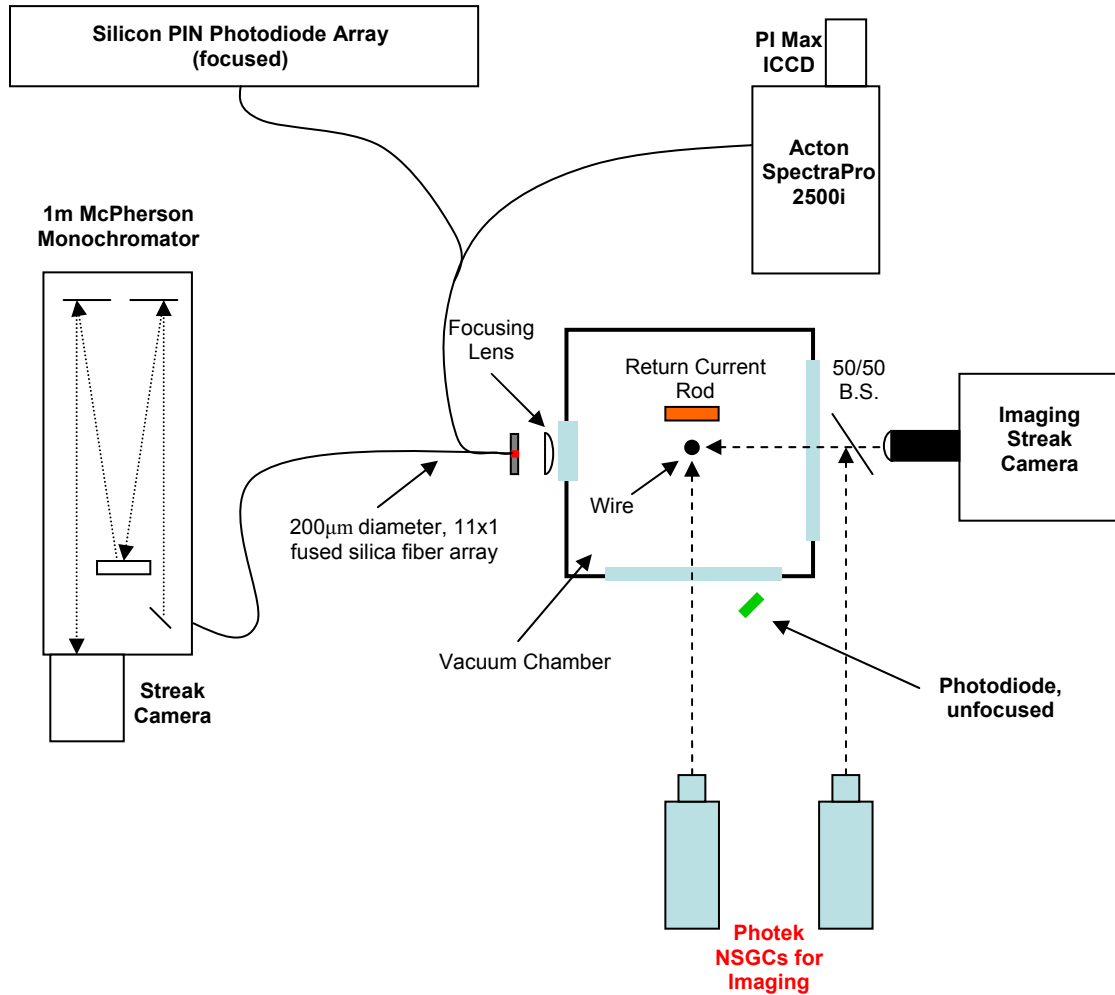 Silicon PIN Photodiode Array
(focused)
PI Max
ICCD
Acton
SpectraPro
2500i
1m McPherson
Monochromator
Focusing
Lens
Return Current
Rod
50/50
B.S.
Imaging
Streak
Camera
Wire
200μm diameter, 11x1
fused silica fiber array
Vacuum Chamber
Streak
Camera
Photodiode,
unfocused
Photek
NSGCs for
Imaging